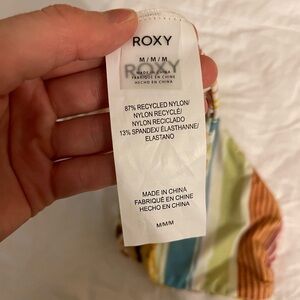 ROXY
M/M/M
ROXY
MADE IN CHINA
FABRIQUÉ EN CHINE
HECHO EN CHINA
87% RECYCLED NYLON/
NYLON RECYCLÉ/
NYLON RECICLADO
13% SPANDEX/ ÉLASTHANNE/
ELASTANO
MADE IN CHINA
FABRIQUÉ EN CHINE
HECHO EN CHINA
M/M/M